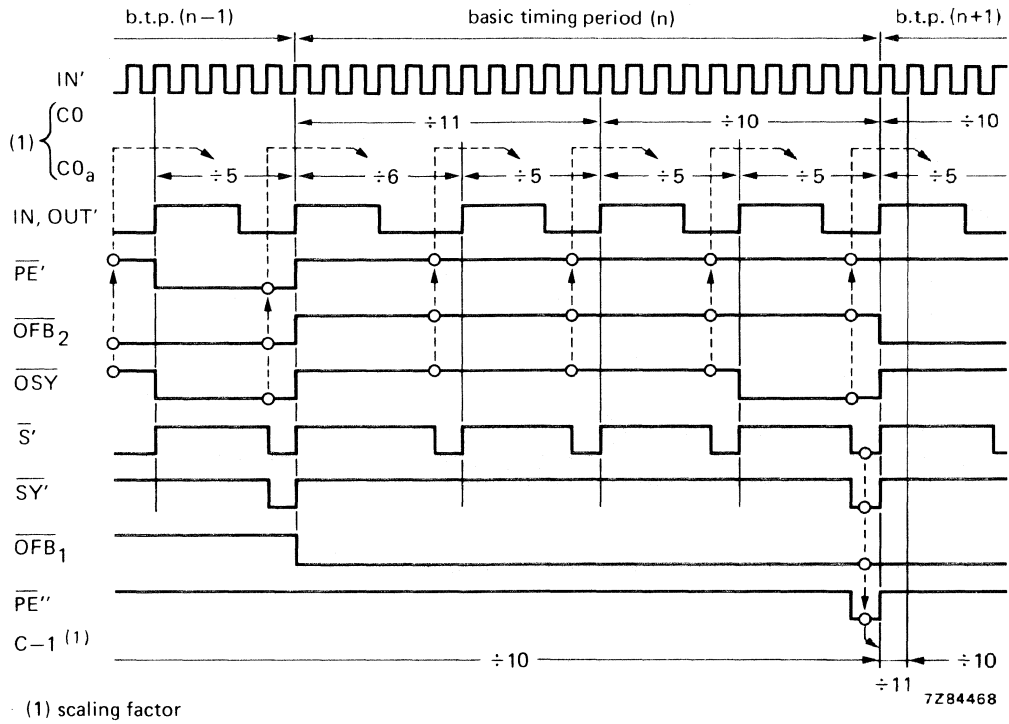 b.t.p. (n−1) basic timing period (n) b.t.p. (n+1)
IN′
(1) C0 ÷11 ÷10 ÷10
C0a ÷5 ÷6 ÷5 ÷5 ÷5 ÷5
IN, OUT′
PE′
OFB2
OSY
S′
SY′
OFB1
PE″
C−1 (1)
÷10 ÷10
÷11
7Z84468
(1) scaling factor